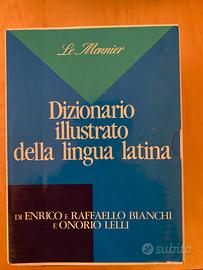 Le Monnier
Dizionario
illustrato
della lingua latina
DI ENRICO E RAFFAELLO BIANCHI
E ONORIO LELLI
subito